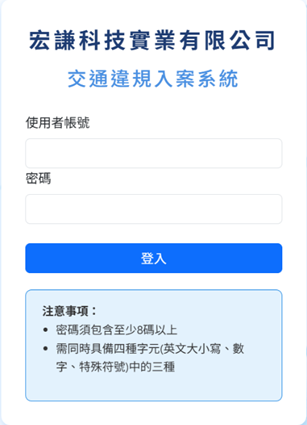 宏謙科技實業有限公司
交通違規入案系統
使用者帳號
密碼
登入
注意事項：
• 密碼須包含至少8碼以上
• 需同時具備四種字元(英文大小寫、數
字、特殊符號)中的三種